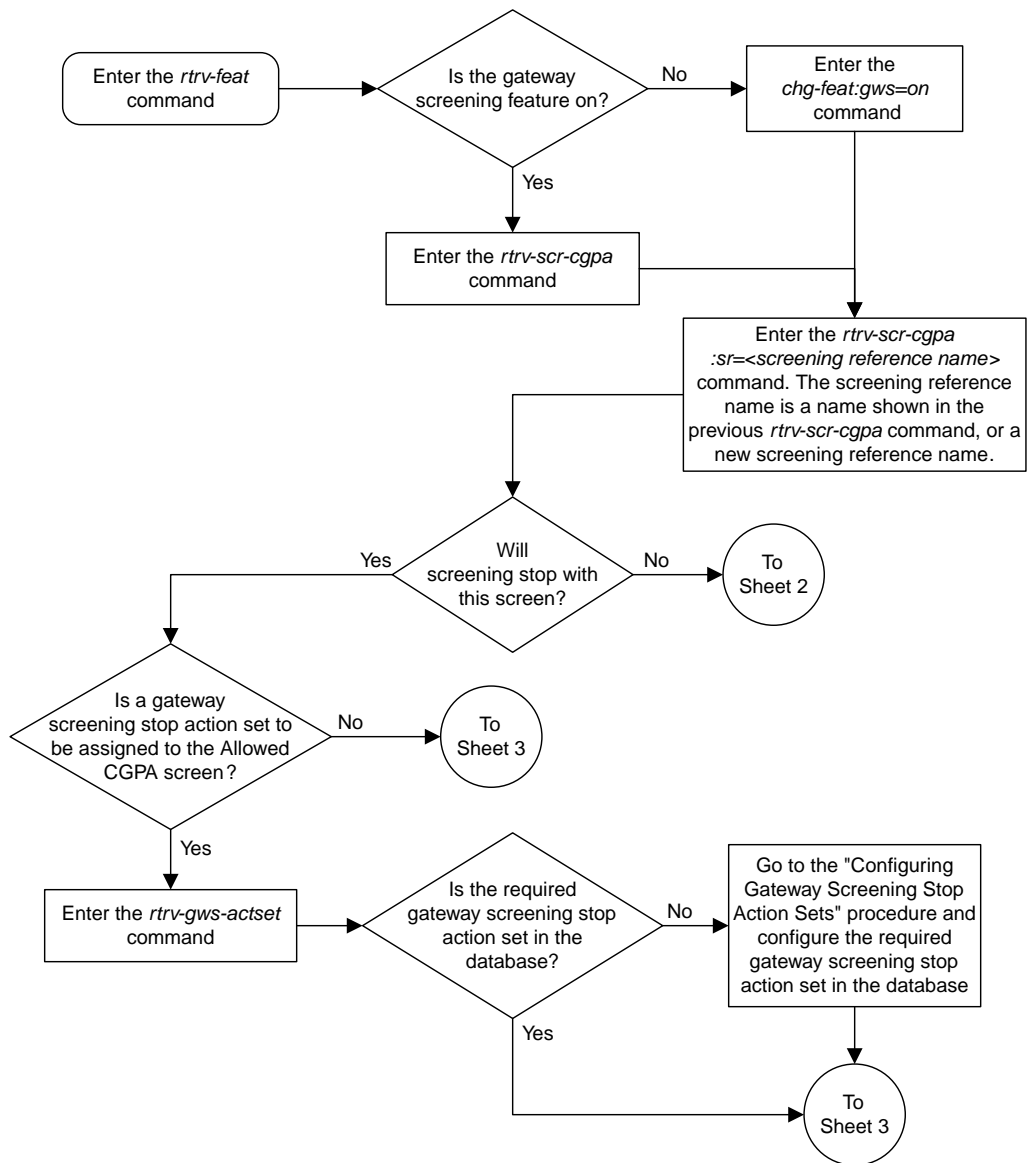 Enter the rtrv-feat
command
Is the gateway
screening feature on?
No
Enter the
chg-feat:gws=on
command
Yes
Enter the rtrv-scr-cgpa
command
Enter the rtrv-scr-cgpa
:sr=<screening reference name>
command. The screening reference
name is a name shown in the
previous rtrv-scr-cgpa command, or a
new screening reference name.
Will
screening stop with
this screen?
Yes
No
To
Sheet 2
Is a gateway
screening stop action set to
be assigned to the Allowed
CGPA screen?
No
To
Sheet 3
Yes
Enter the rtrv-gws-actset
command
Is the required
gateway screening stop
action set in the
database?
No
Go to the "Configuring
Gateway Screening Stop
Action Sets" procedure and
configure the required
gateway screening stop
action set in the database
Yes
To
Sheet 3